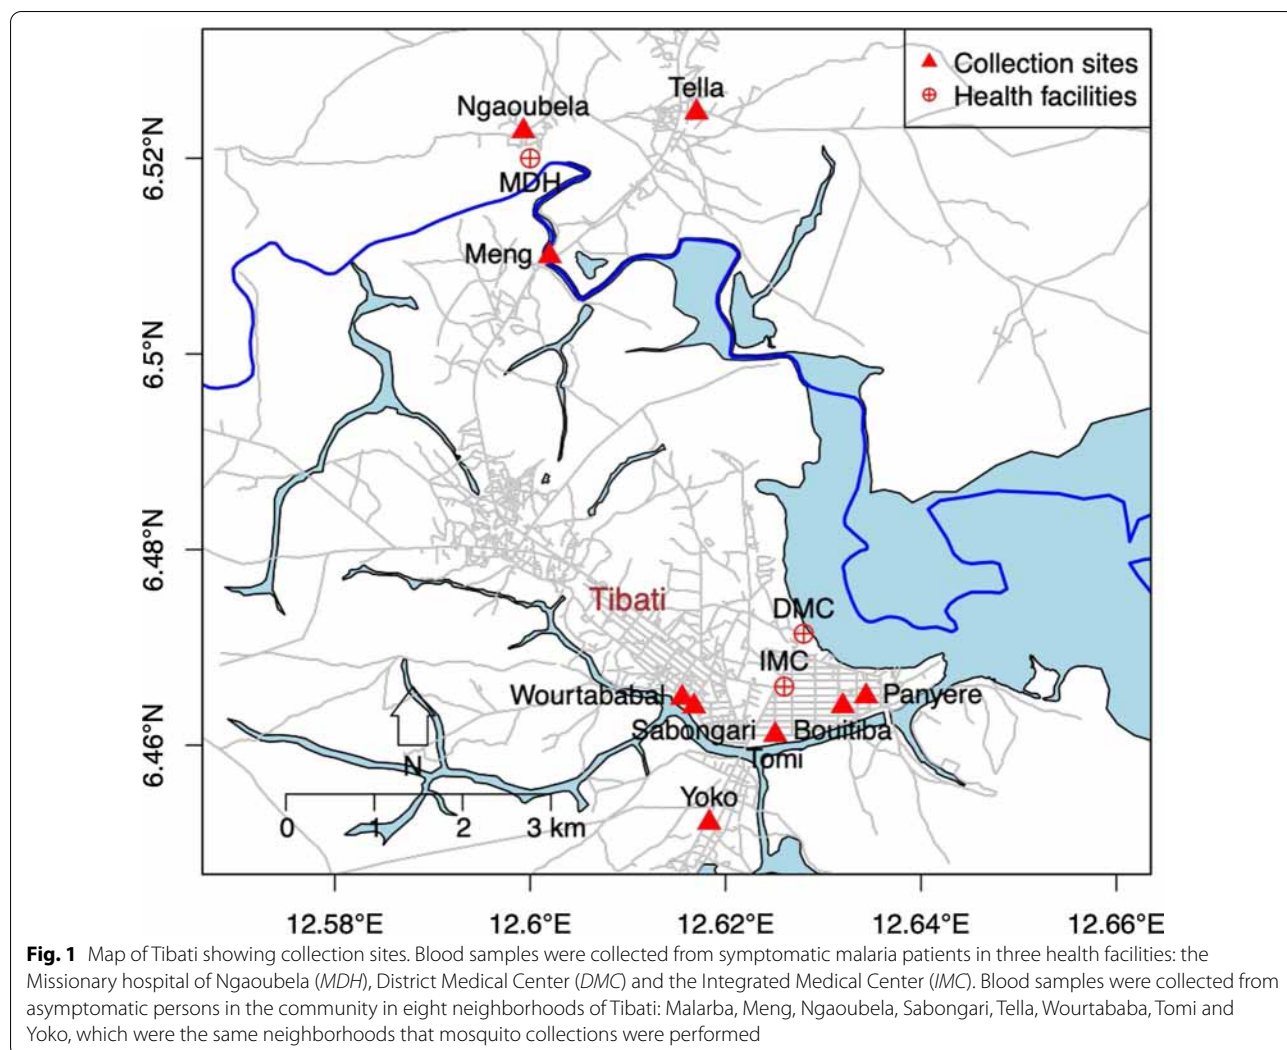 Collection sites
Health facilities
Tella
Ngaoubela
6.52°N
MDH
Meng
6.5°N
6.48°N
Tibati
DMC
IMC
Wourtababal
Panyere
Sabongari
Bouitiba
6.46°N
Tomi
N
Yoko
0 1 2 3 km
12.58°E 12.6°E 12.62°E 12.64°E 12.66°E
Fig. 1 Map of Tibati showing collection sites. Blood samples were collected from symptomatic malaria patients in three health facilities: the
Missionary hospital of Ngaoubela (MDH), District Medical Center (DMC) and the Integrated Medical Center (IMC). Blood samples were collected from
asymptomatic persons in the community in eight neighborhoods of Tibati: Malarba, Meng, Ngaoubela, Sabongari, Tella, Wourtababa, Tomi and
Yoko, which were the same neighborhoods that mosquito collections were performed